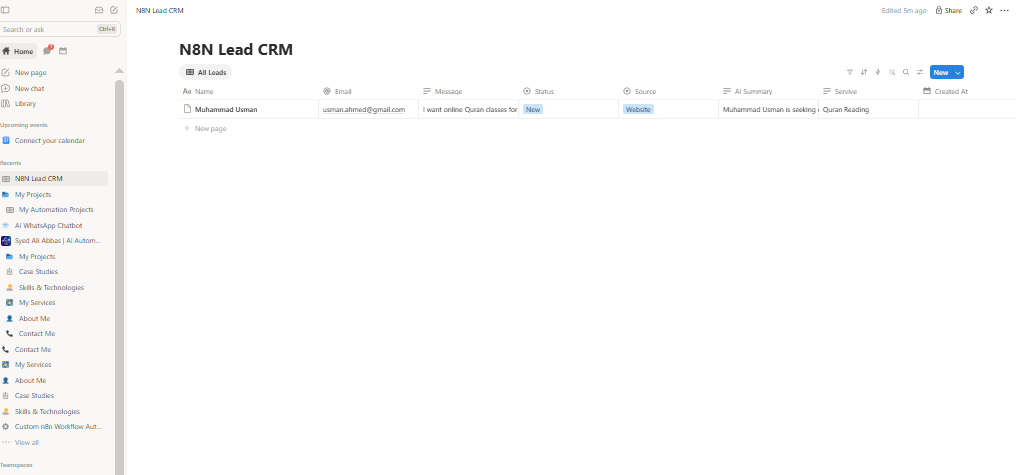 N8N Lead CRM
Edited 5m ago
Share
Search or ask
Ctrl+K
Home
New page
New chat
Library
Upcoming events
Connect your calendar
Recents
N8N Lead CRM
My Projects
My Automation Projects
AI WhatsApp Chatbot
Syed Ali Abbas | AI Autom...
My Projects
Case Studies
Skills & Technologies
My Services
About Me
Contact Me
Contact Me
My Services
About Me
Case Studies
Skills & Technologies
Custom n8n Workflow Aut...
View all
Teamspaces
N8N Lead CRM
All Leads
New
Aa Name Email Message Status Source AI Summary Servive Created At
Muhammad Usman usman.ahmed@gmail.com I want online Quran classes for New Website Muhammad Usman is seeking Quran Reading
New page